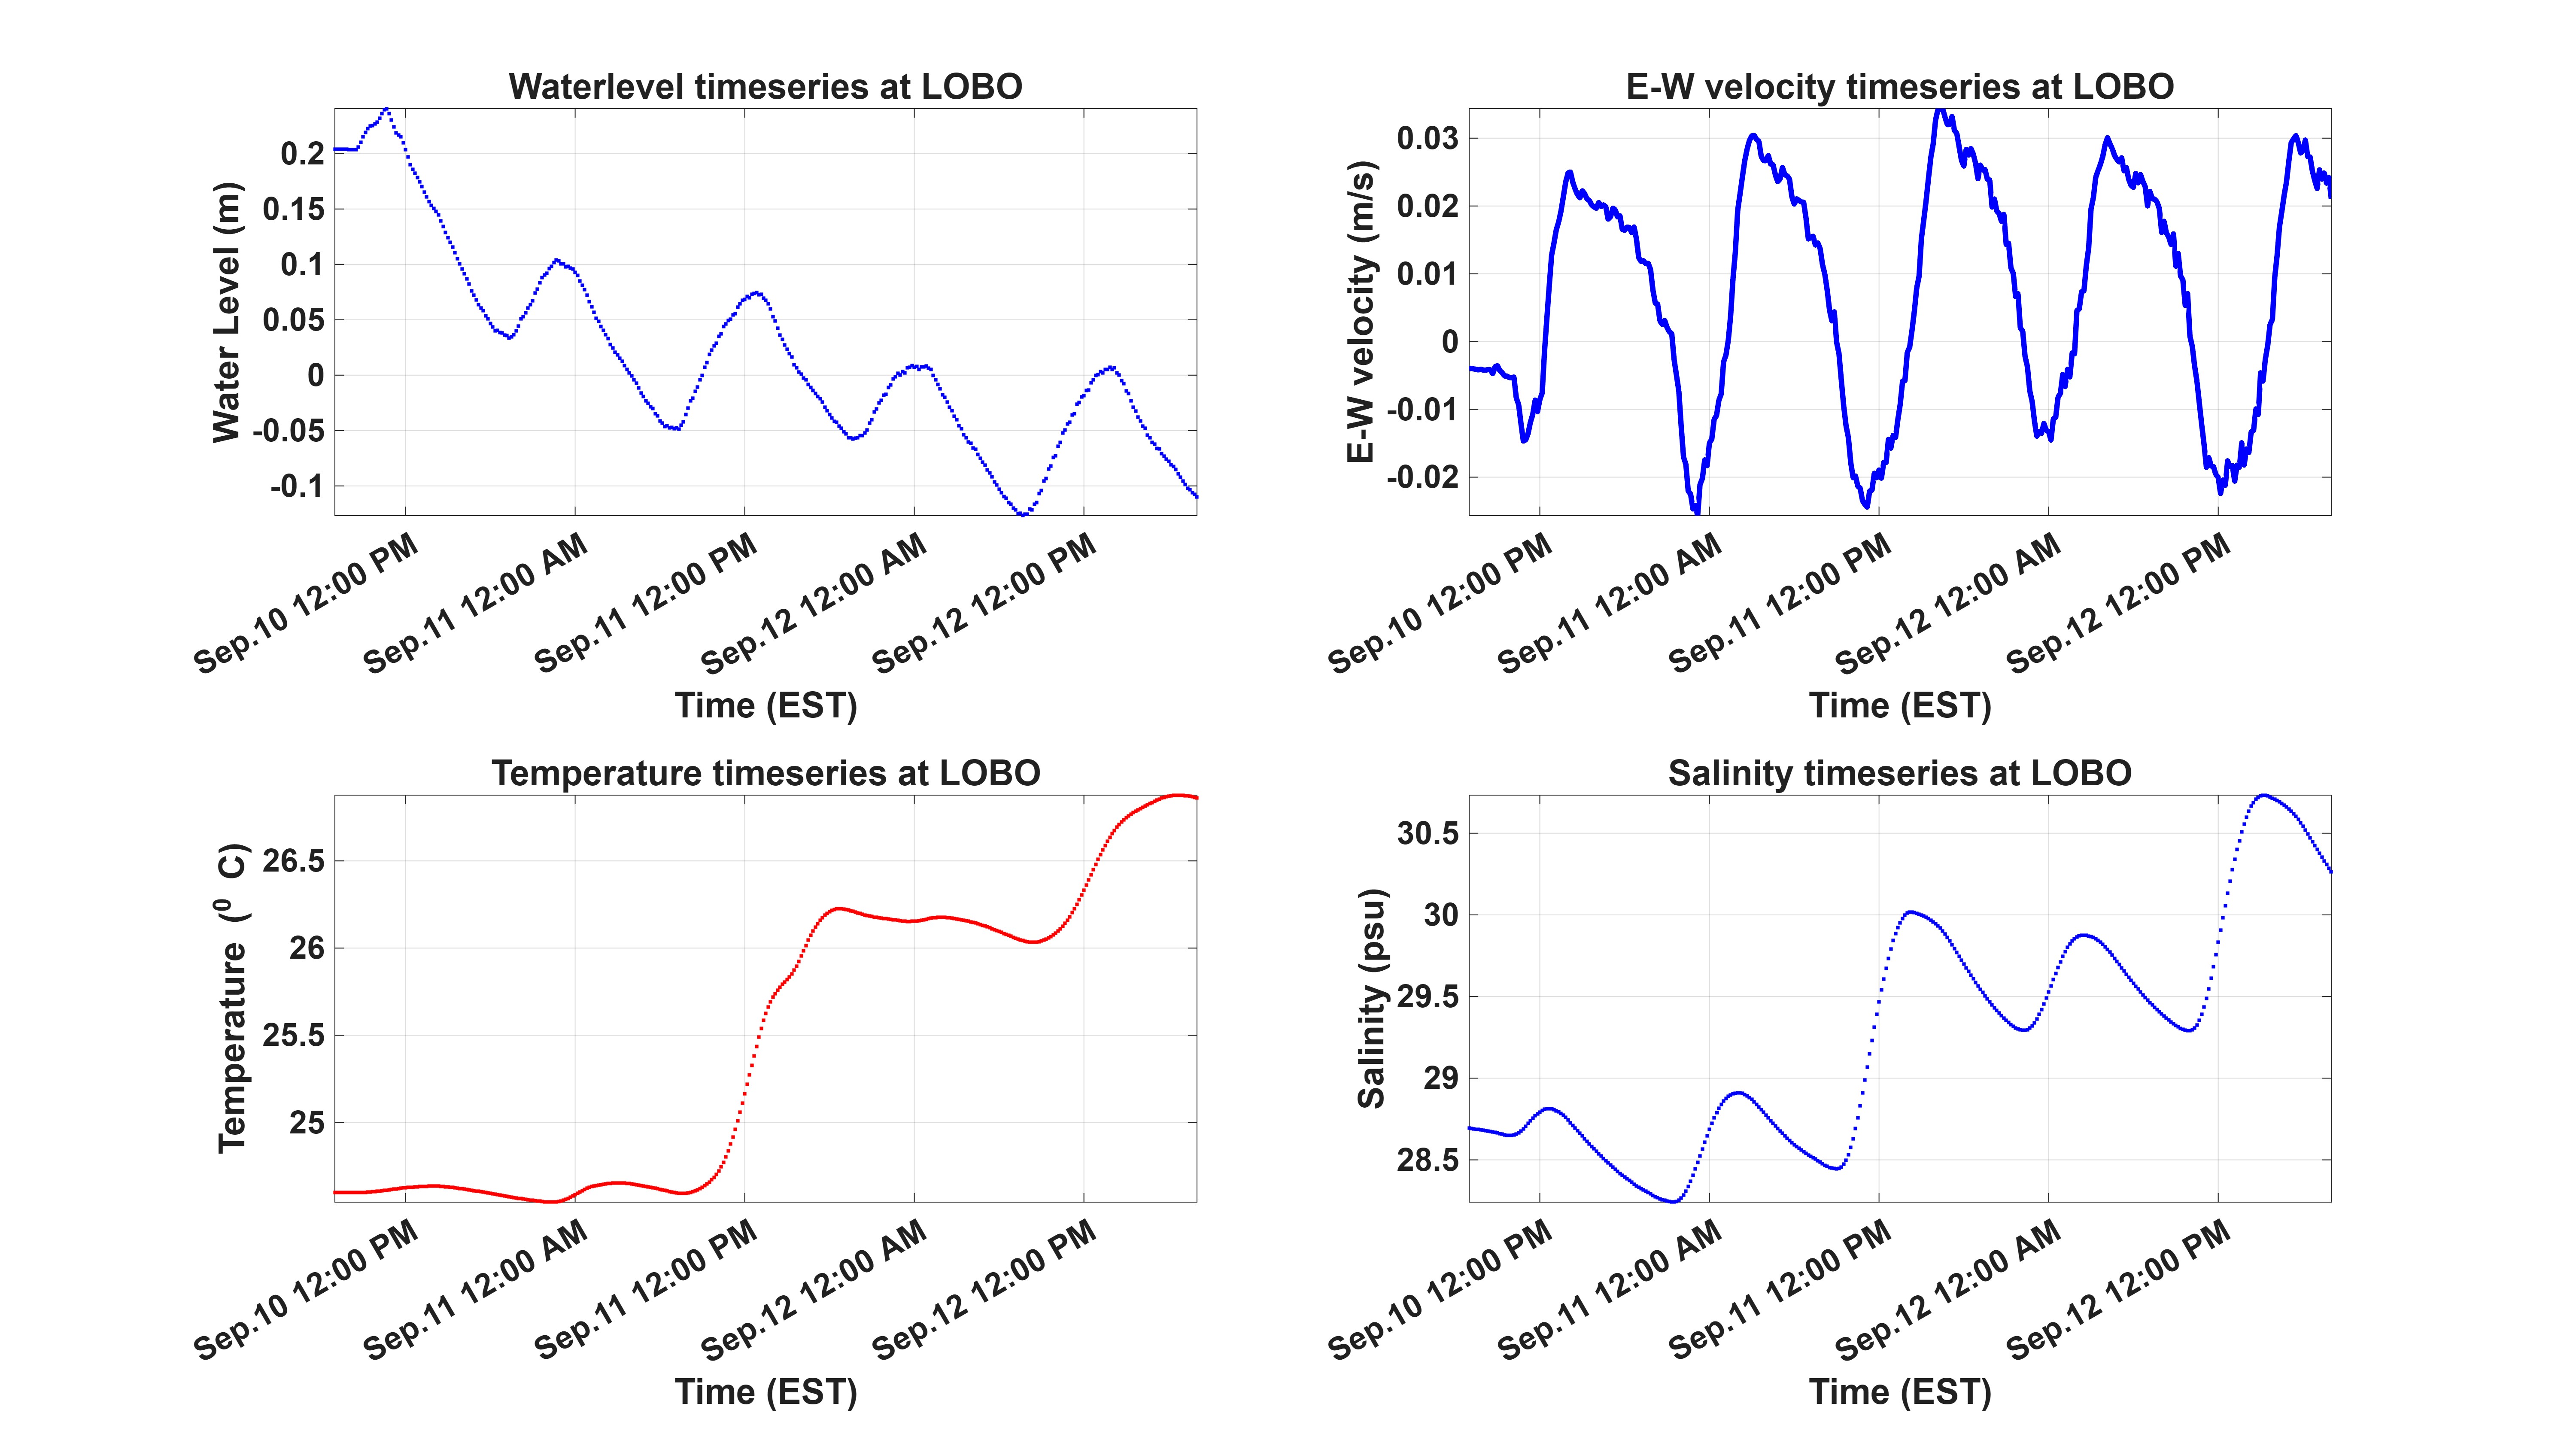 Waterlevel timeseries at LOBO
Water Level (m)
0.2
0.15
0.1
0.05
0
-0.05
-0.1
Sep.10 12:00 PM
Sep.11 12:00 AM
Sep.11 12:00 PM
Sep.12 12:00 AM
Sep.12 12:00 PM
Time (EST)
E-W velocity timeseries at LOBO
E-W velocity (m/s)
0.03
0.02
0.01
0
-0.01
-0.02
Sep.10 12:00 PM
Sep.11 12:00 AM
Sep.11 12:00 PM
Sep.12 12:00 AM
Sep.12 12:00 PM
Time (EST)
Temperature timeseries at LOBO
Temperature (⁰ C)
26.5
26
25.5
25
Sep.10 12:00 PM
Sep.11 12:00 AM
Sep.11 12:00 PM
Sep.12 12:00 AM
Sep.12 12:00 PM
Time (EST)
Salinity timeseries at LOBO
Salinity (psu)
30.5
30
29.5
29
28.5
Sep.10 12:00 PM
Sep.11 12:00 AM
Sep.11 12:00 PM
Sep.12 12:00 AM
Sep.12 12:00 PM
Time (EST)